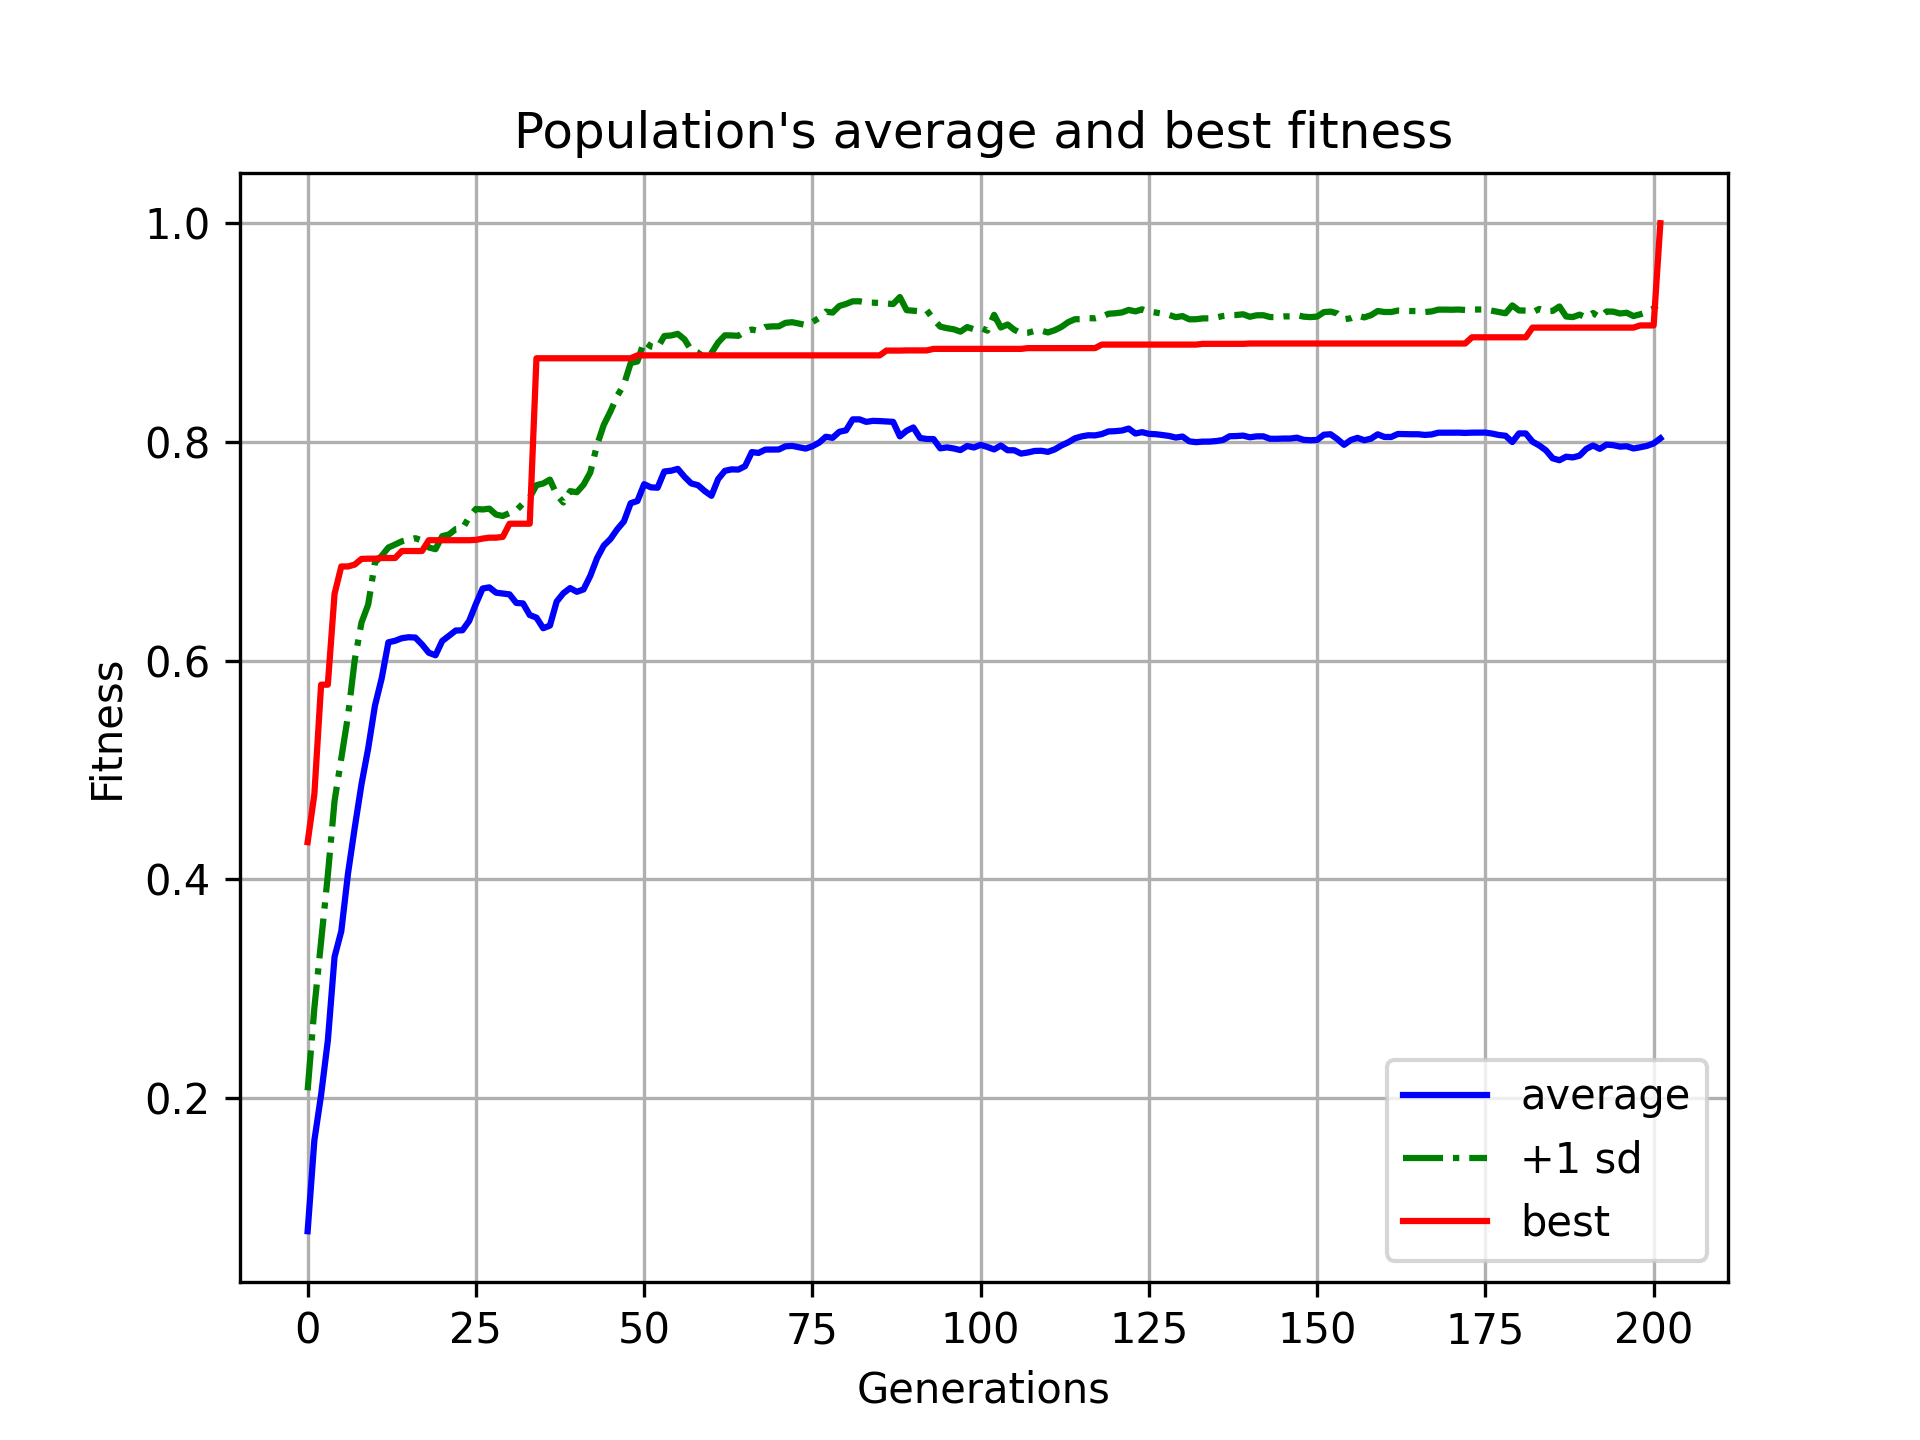 Population's average and best fitness
Fitness
1.0
0.8
0.6
0.4
0.2
0 25 50 75 100 125 150 175 200
Generations
average
+1 sd
best